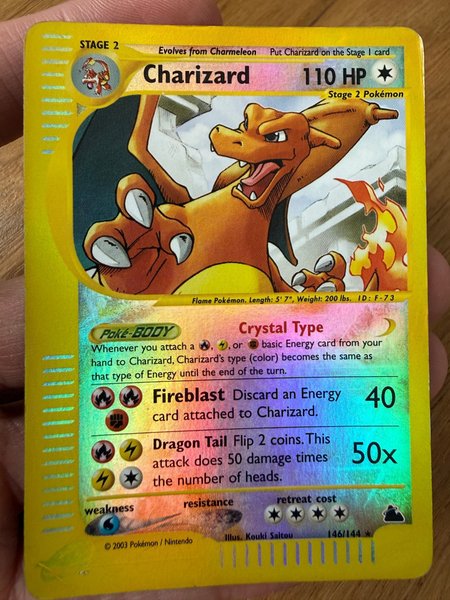 STAGE 2
Evolves from Charmeleon Put Charizard on the Stage 1 card
Charizard 110 HP
Stage 2 Pokémon
Flame Pokémon. Length: 5' 7", Weight: 200 lbs. ID: F-73
Poké-BODY Crystal Type
Whenever you attach a , , or basic Energy card from your
hand to Charizard, Charizard's type (color) becomes the same as
that type of Energy until the end of the turn.
Fireblast Discard an Energy 40
card attached to Charizard.
Dragon Tail Flip 2 coins. This
attack does 50 damage times 50x
the number of heads.
weakness resistance retreat cost
Illus. Kouki Saitou 146/144 ★
© 2003 Pokémon / Nintendo